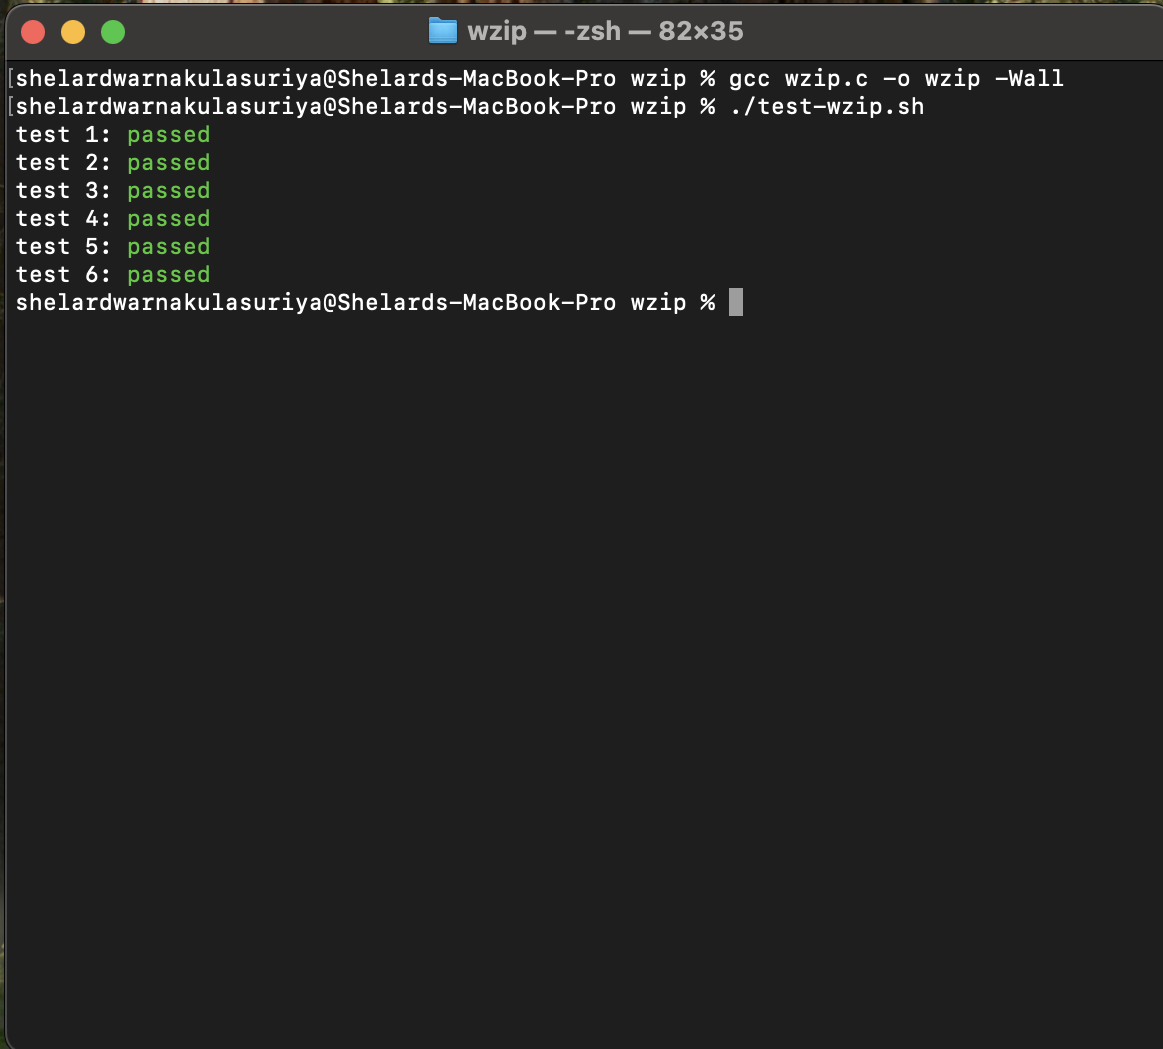 wzip — -zsh — 82×35
[shelardwarnakulasuriya@Shelards-MacBook-Pro wzip % gcc wzip.c -o wzip -Wall
[shelardwarnakulasuriya@Shelards-MacBook-Pro wzip % ./test-wzip.sh
test 1: passed
test 2: passed
test 3: passed
test 4: passed
test 5: passed
test 6: passed
shelardwarnakulasuriya@Shelards-MacBook-Pro wzip %